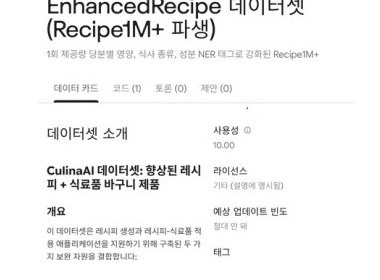 EnhancedRecipe 데이터셋
(Recipe1M+ 파생)
1회 제공량 당분별 영양, 식사 종류, 성분 NER 태그로 강화된 Recipe1M+
데이터 카드
코드 (1)
토론 (0)
제안 (0)
데이터셋 소개
CulinaAI 데이터셋: 향상된 레시
피 + 식료품 바구니 제품
개요
이 데이터셋은 레시피 생성과 레시피-식료품 적
응 애플리케이션을 지원하기 위해 구축된 두 가
지 보완 자원을 결합합니다:
사용성
10.00
라이선스
기타 (설명에 명시됨)
예상 업데이트 빈도
절대 안 돼
태그